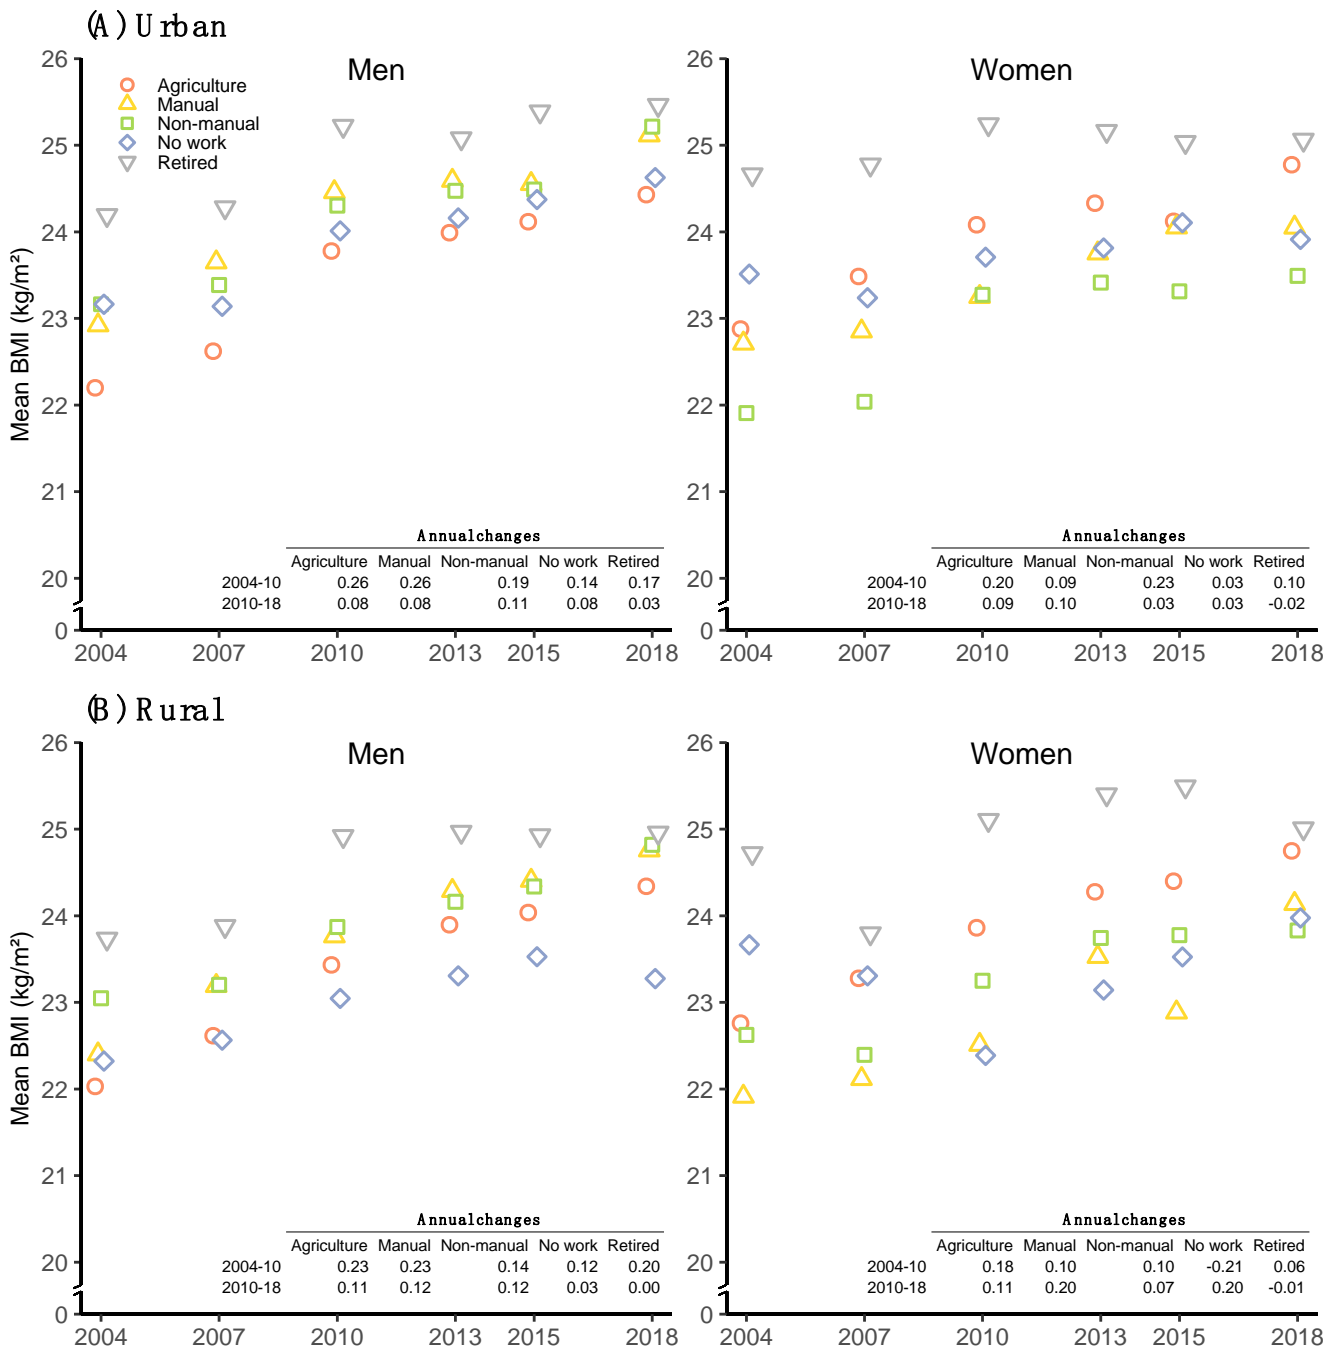 (A) Urban
Men
Women
26
25
24
23
22
21
20
0
Mean BMI (kg/m²)
Agriculture
Manual
Non-manual
No work
Retired
Annual changes
Agriculture Manual Non-manual No work Retired
2004-10 0.26 0.26 0.19 0.14 0.17
2010-18 0.08 0.08 0.11 0.08 0.03
2004 2007 2010 2013 2015 2018
26
25
24
23
22
21
20
0
Annual changes
Agriculture Manual Non-manual No work Retired
2004-10 0.20 0.09 0.23 0.03 0.10
2010-18 0.09 0.10 0.03 0.03 -0.02
2004 2007 2010 2013 2015 2018
(B) Rural
Men
Women
26
25
24
23
22
21
20
0
Mean BMI (kg/m²)
Annual changes
Agriculture Manual Non-manual No work Retired
2004-10 0.23 0.23 0.14 0.12 0.20
2010-18 0.11 0.12 0.12 0.03 0.00
2004 2007 2010 2013 2015 2018
26
25
24
23
22
21
20
0
Annual changes
Agriculture Manual Non-manual No work Retired
2004-10 0.18 0.10 0.10 -0.21 0.06
2010-18 0.11 0.20 0.07 0.20 -0.01
2004 2007 2010 2013 2015 2018